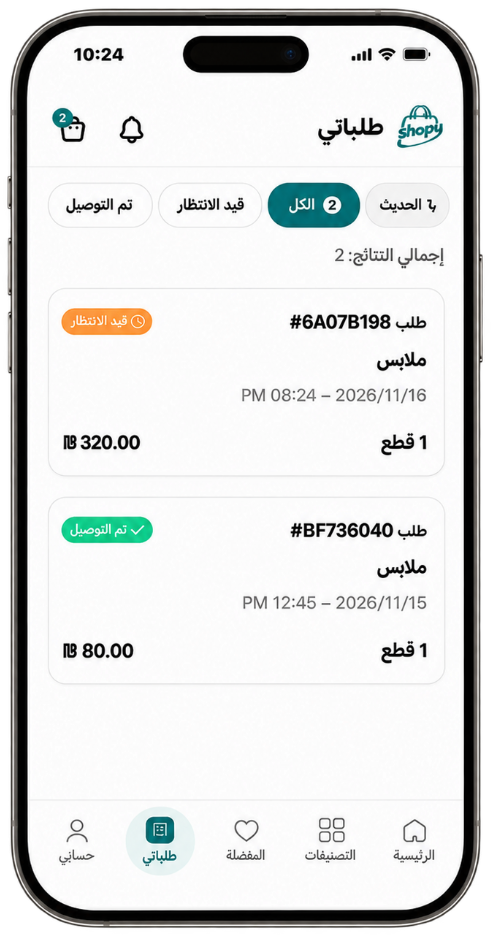 10:24
shopy
طلباتي
2
الحديث
الكل 2
قيد الانتظار
تم التوصيل
إجمالي النتائج: 2
طلب 6A07B198#
قيد الانتظار
ملابس
2026/11/16 – 08:24 PM
1 قطع
₪ 320.00
طلب BF736040#
تم التوصيل
ملابس
2026/11/15 – 12:45 PM
1 قطع
₪ 80.00
الرئيسية
التصنيفات
المفضلة
طلباتي
حسابي